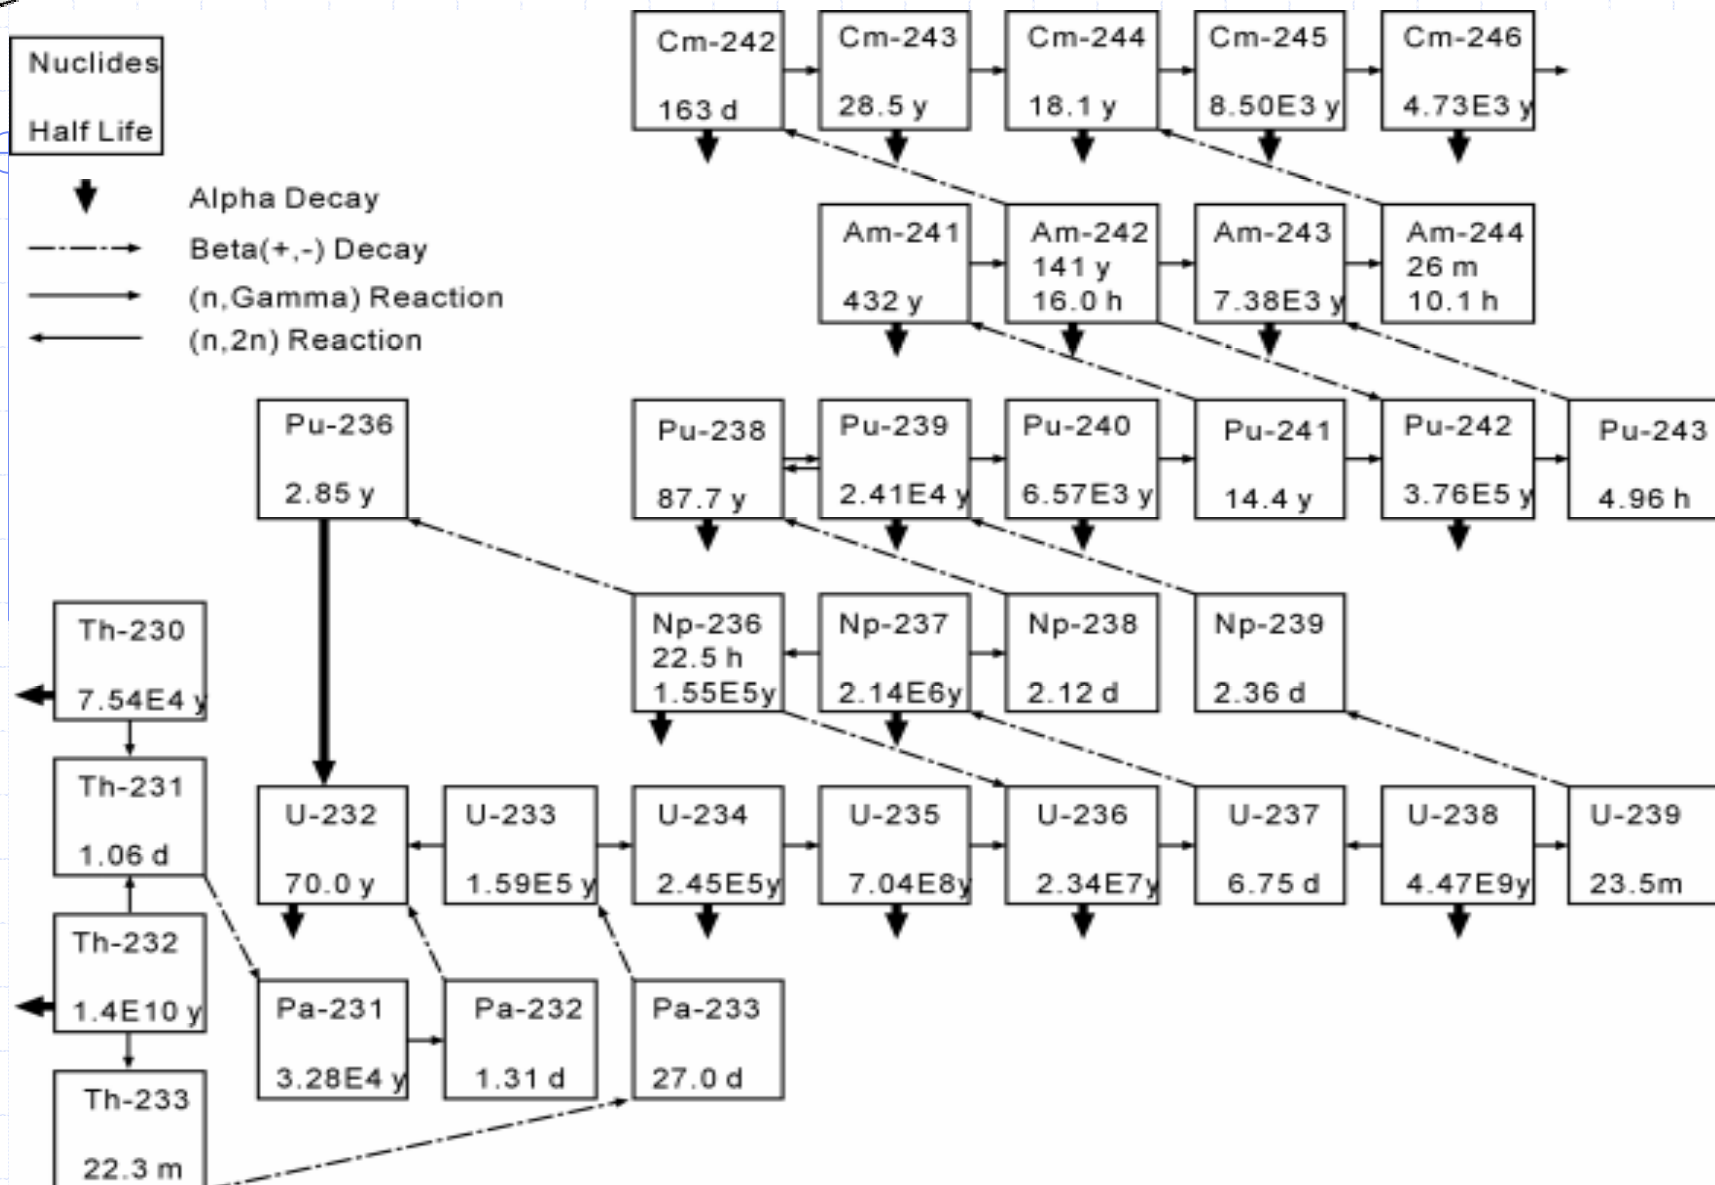 Nuclides
Half Life
Alpha Decay
Beta(+,-) Decay
(n,Gamma) Reaction
(n,2n) Reaction
Cm-242
163 d
Cm-243
28.5 y
Cm-244
18.1 y
Cm-245
8.50E3 y
Cm-246
4.73E3 y
Am-241
432 y
Am-242
141 y
16.0 h
Am-243
7.38E3 y
Am-244
26 m
10.1 h
Pu-236
2.85 y
Pu-238
87.7 y
Pu-239
2.41E4 y
Pu-240
6.57E3 y
Pu-241
14.4 y
Pu-242
3.76E5 y
Pu-243
4.96 h
Np-236
22.5 h
1.55E5y
Np-237
2.14E6y
Np-238
2.12 d
Np-239
2.36 d
Th-230
7.54E4 y
Th-231
1.06 d
Th-232
1.4E10 y
Th-233
22.3 m
U-232
70.0 y
U-233
1.59E5 y
U-234
2.45E5y
U-235
7.04E8y
U-236
2.34E7y
U-237
6.75 d
U-238
4.47E9y
U-239
23.5m
Pa-231
3.28E4 y
Pa-232
1.31 d
Pa-233
27.0 d